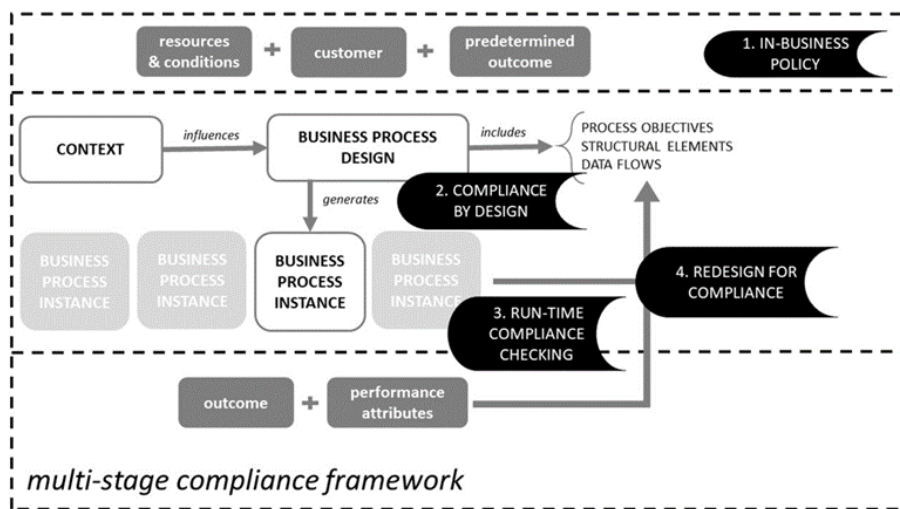 resources
& conditions
+
customer
+
predetermined
outcome
1. IN-BUSINESS
POLICY
CONTEXT
influences
BUSINESS PROCESS
DESIGN
includes
PROCESS OBJECTIVES
STRUCTURAL ELEMENTS
DATA FLOWS
generates
2. COMPLIANCE
BY DESIGN
BUSINESS
PROCESS
INSTANCE
BUSINESS
PROCESS
INSTANCE
BUSINESS
PROCESS
INSTANCE
BUSINESS
PROCESS
INSTANCE
3. RUN-TIME
COMPLIANCE
CHECKING
4. REDESIGN FOR
COMPLIANCE
outcome
+
performance
attributes
multi-stage compliance framework